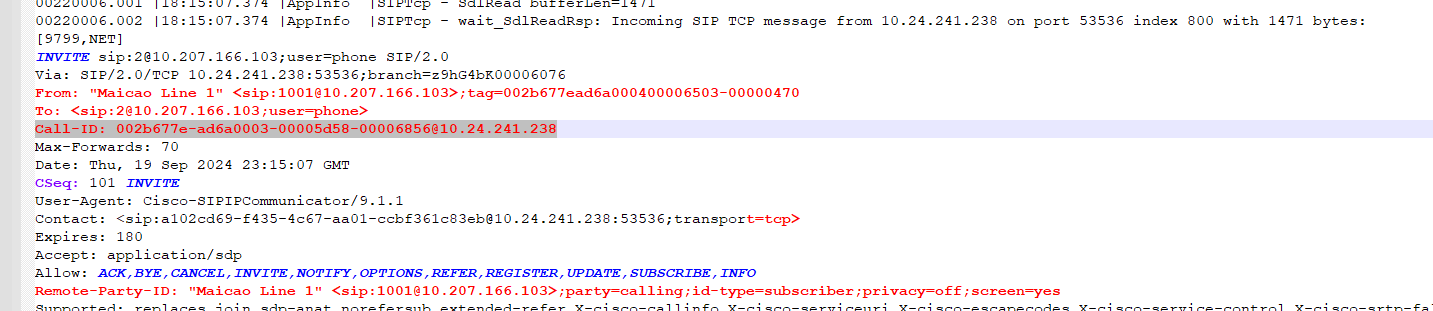 00220006.001 |18:15:07.374 |AppInfo  |SIPTcp - SdlRead bufferLen=1471
00220006.002 |18:15:07.374 |AppInfo  |SIPTcp - wait_SdlReadRsp: Incoming SIP TCP message from 10.24.241.238 on port 53536 index 800 with 1471 bytes:
[9799,NET]
INVITE sip:2@10.207.166.103;user=phone SIP/2.0
Via: SIP/2.0/TCP 10.24.241.238:53536;branch=z9hG4bK00006076
From: "Maicao Line 1" <sip:1001@10.207.166.103>;tag=002b677ead6a000400006503-00000470
To: <sip:2@10.207.166.103;user=phone>
Call-ID: 002b677e-ad6a0003-00005d58-00006856@10.24.241.238
Max-Forwards: 70
Date: Thu, 19 Sep 2024 23:15:07 GMT
CSeq: 101 INVITE
User-Agent: Cisco-SIPIPCommunicator/9.1.1
Contact: <sip:a102cd69-f435-4c67-aa01-ccbf361c83eb@10.24.241.238:53536;transport=tcp>
Expires: 180
Accept: application/sdp
Allow: ACK,BYE,CANCEL,INVITE,NOTIFY,OPTIONS,REFER,REGISTER,UPDATE,SUBSCRIBE,INFO
Remote-Party-ID: "Maicao Line 1" <sip:1001@10.207.166.103>;party=calling;id-type=subscriber;privacy=off;screen=yes
Supported: replaces,join,sdp-anat,norefersub,extended-refer,X-cisco-callinfo,X-cisco-serviceuri,X-cisco-escapecodes,X-cisco-service-control,X-cisco-srtp-fal